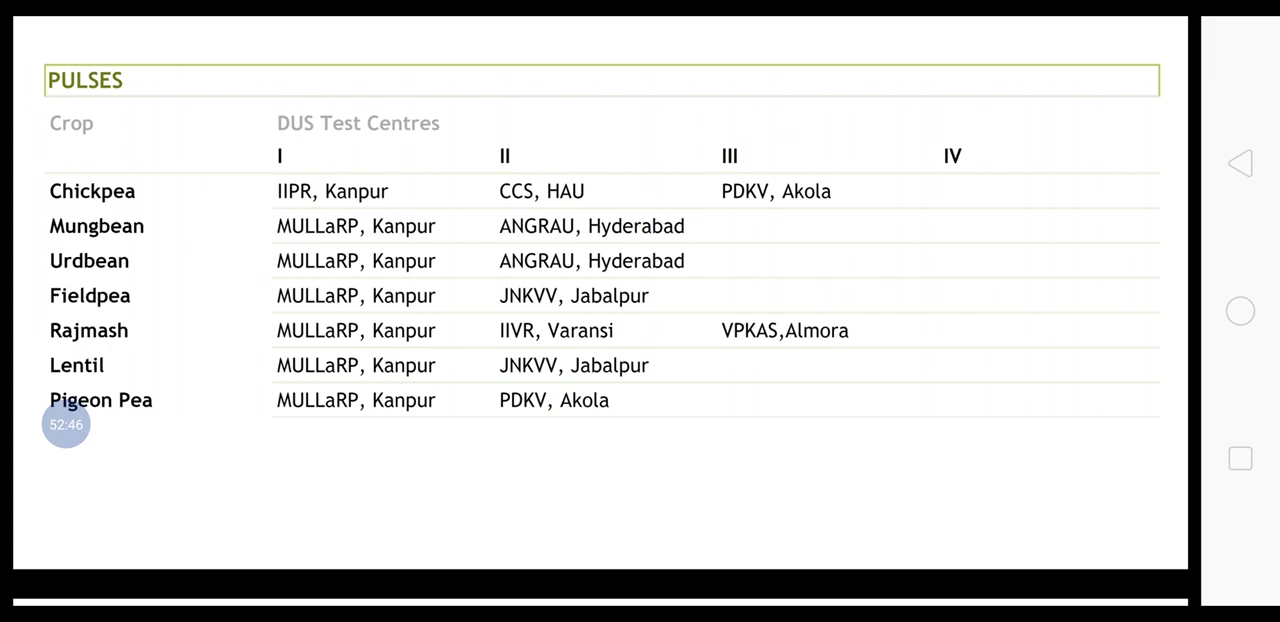 PULSES
Crop DUS Test Centres
I II III IV
Chickpea IIPR, Kanpur CCS, HAU PDKV, Akola
Mungbean MULLaRP, Kanpur ANGRAU, Hyderabad
Urdbean MULLaRP, Kanpur ANGRAU, Hyderabad
Fieldpea MULLaRP, Kanpur JNKVV, Jabalpur
Rajmash MULLaRP, Kanpur IIVR, Varansi VPKAS,Almora
Lentil MULLaRP, Kanpur JNKVV, Jabalpur
Pigeon Pea MULLaRP, Kanpur PDKV, Akola
52:46